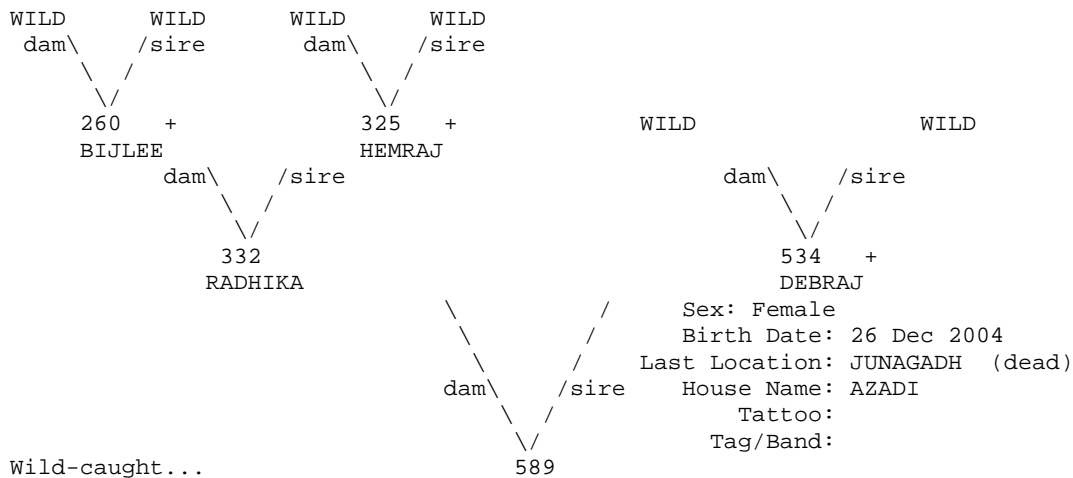 WILD WILD WILD WILD
dam\ /sire dam\ /sire
\ / \ /
\/ \/
260 + 325 + WILD WILD
BIJLEE HEMRAJ
dam\ /sire dam\ /sire
\ / \ /
\/ \/
332 534 +
RADHIKA DEBRAJ
\ / Sex: Female
\ / Birth Date: 26 Dec 2004
\ / Last Location: JUNAGADH (dead)
dam\ /sire House Name: AZADI
\ / Tattoo:
\/ Tag/Band:
Wild-caught... 589